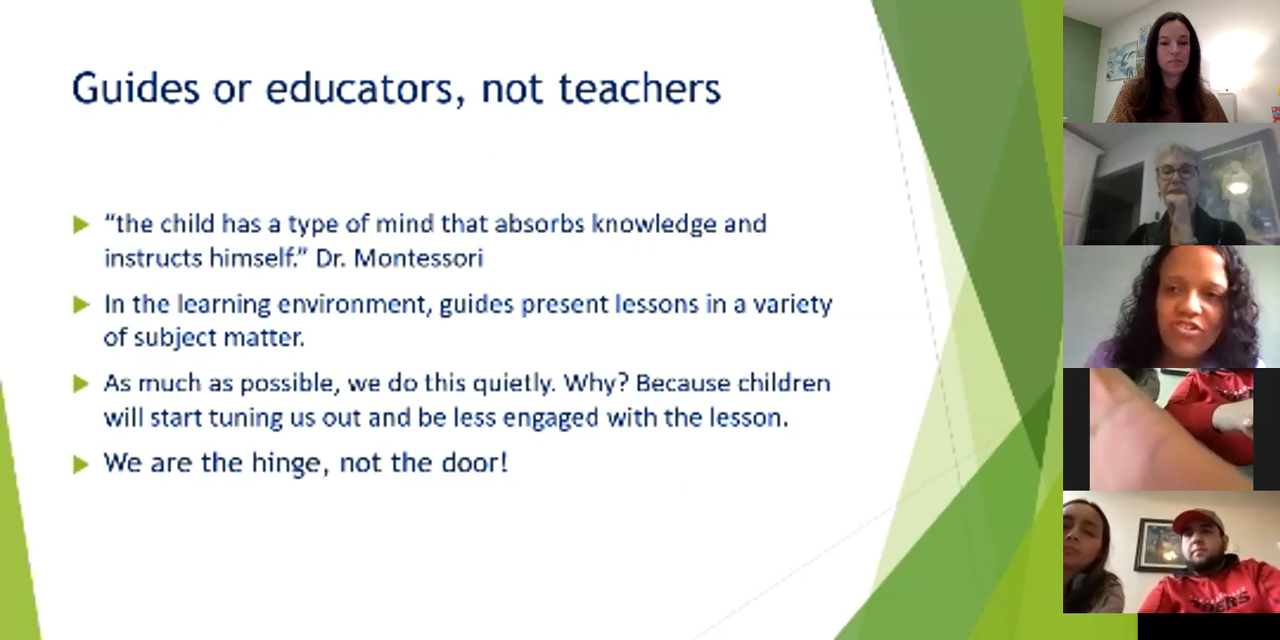 Guides or educators, not teachers
“the child has a type of mind that absorbs knowledge and
instructs himself.” Dr. Montessori
In the learning environment, guides present lessons in a variety
of subject matter.
As much as possible, we do this quietly. Why? Because children
will start tuning us out and be less engaged with the lesson.
We are the hinge, not the door!